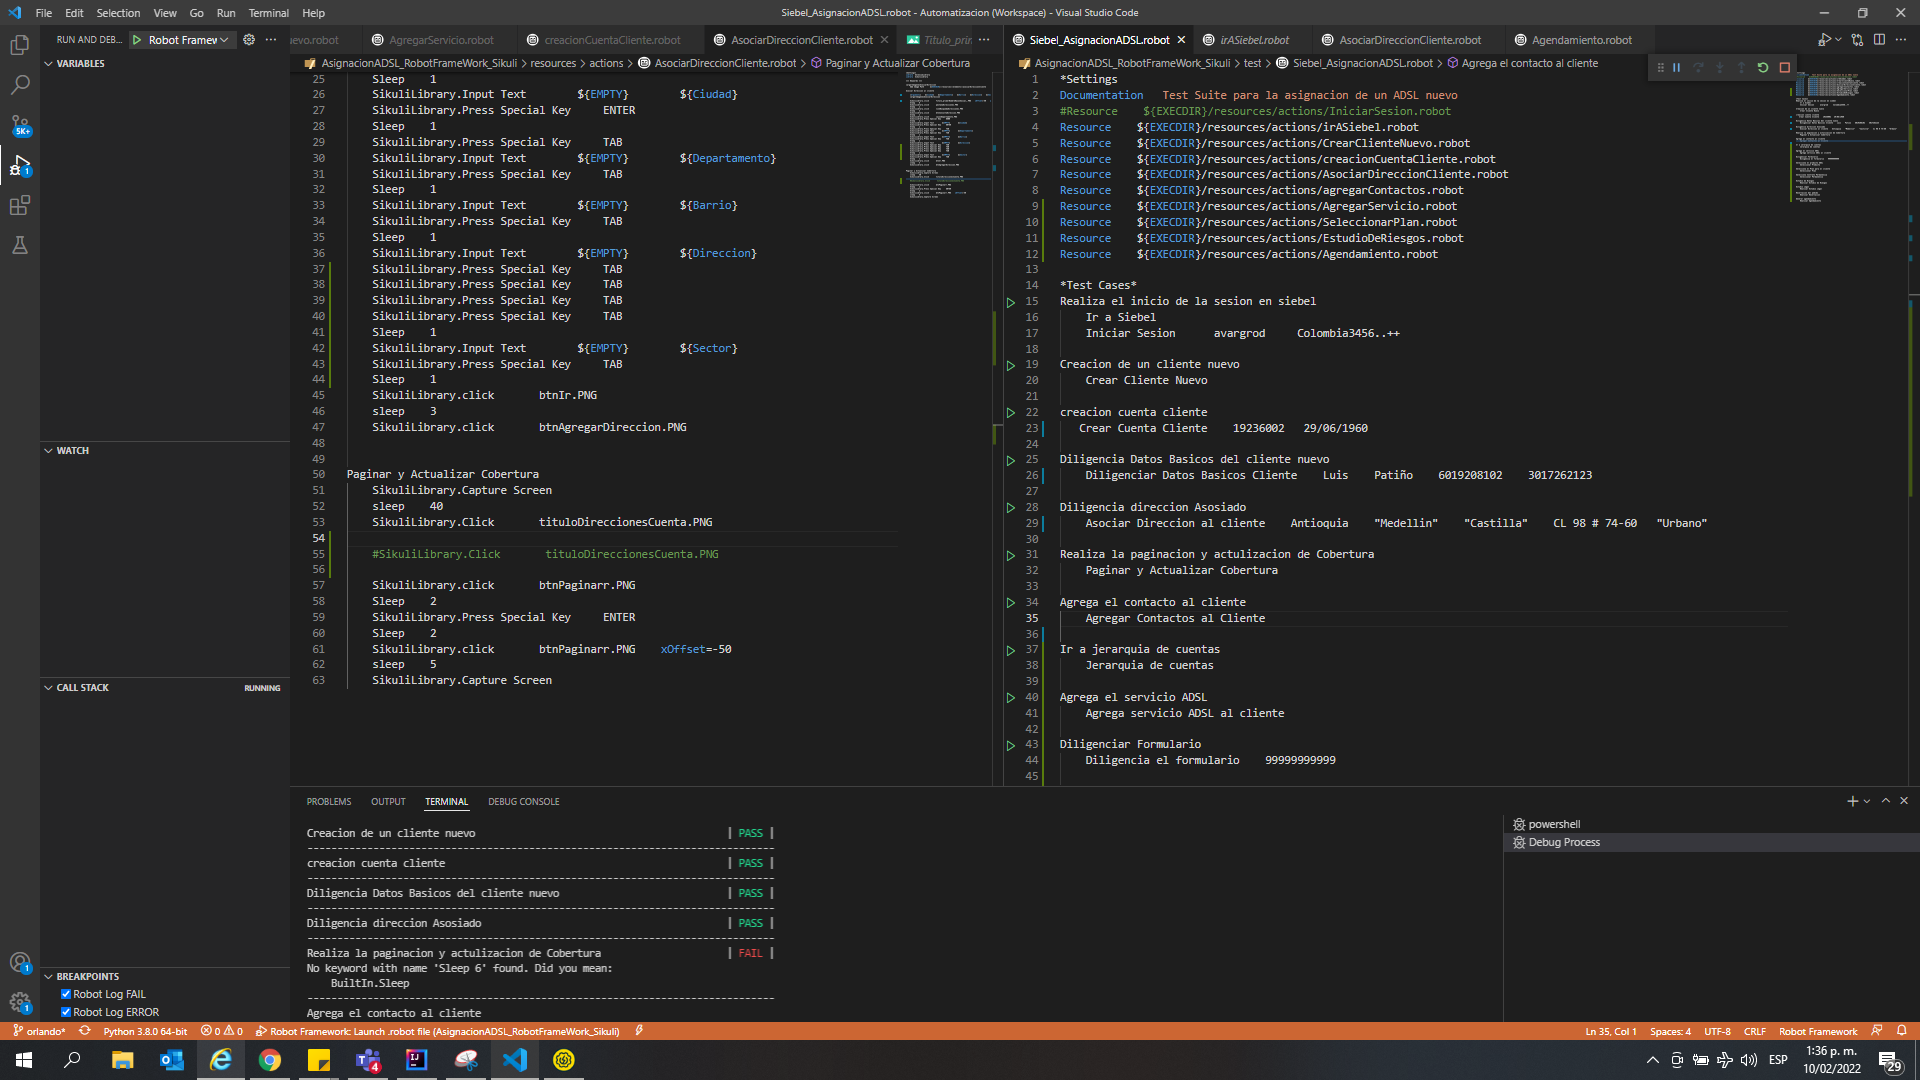 File Edit Selection View Go Run Terminal Help
Siebel_AsignacionADSL.robot - Automatizacion (Workspace) - Visual Studio Code
RUN AND DEB... Robot Framew
VARIABLES
WATCH
CALL STACK RUNNING
BREAKPOINTS
Robot Log FAIL
Robot Log ERROR
5K+
1
1
1
uevo.robot AgregarServicio.robot creacionCuentaCliente.robot AsociarDireccionCliente.robot Titulo_prin
AsignacionADSL_RobotFrameWork_Sikuli > resources > actions > AsociarDireccionCliente.robot > Paginar y Actualizar Cobertura
25 Sleep 1
26 SikuliLibrary.Input Text ${EMPTY} ${Ciudad}
27 SikuliLibrary.Press Special Key ENTER
28 Sleep 1
29 SikuliLibrary.Press Special Key TAB
30 SikuliLibrary.Input Text ${EMPTY} ${Departamento}
31 SikuliLibrary.Press Special Key TAB
32 Sleep 1
33 SikuliLibrary.Input Text ${EMPTY} ${Barrio}
34 SikuliLibrary.Press Special Key TAB
35 Sleep 1
36 SikuliLibrary.Input Text ${EMPTY} ${Direccion}
37 SikuliLibrary.Press Special Key TAB
38 SikuliLibrary.Press Special Key TAB
39 SikuliLibrary.Press Special Key TAB
40 SikuliLibrary.Press Special Key TAB
41 Sleep 1
42 SikuliLibrary.Input Text ${EMPTY} ${Sector}
43 SikuliLibrary.Press Special Key TAB
44 Sleep 1
45 SikuliLibrary.click btnIr.PNG
46 sleep 3
47 SikuliLibrary.click btnAgregarDireccion.PNG
48
49
50 Paginar y Actualizar Cobertura
51 SikuliLibrary.Capture Screen
52 sleep 40
53 SikuliLibrary.Click tituloDireccionesCuenta.PNG
54
55 #SikuliLibrary.Click tituloDireccionesCuenta.PNG
56
57 SikuliLibrary.click btnPaginarr.PNG
58 Sleep 2
59 SikuliLibrary.Press Special Key ENTER
60 Sleep 2
61 SikuliLibrary.click btnPaginarr.PNG xOffset=-50
62 sleep 5
63 SikuliLibrary.Capture Screen
Siebel_AsignacionADSL.robot irASiebel.robot AsociarDireccionCliente.robot Agendamiento.robot
AsignacionADSL_RobotFrameWork_Sikuli > test > Siebel_AsignacionADSL.robot > Agrega el contacto al cliente
1 *Settings
2 Documentation Test Suite para la asignacion de un ADSL nuevo
3 #Resource ${EXECDIR}/resources/actions/IniciarSesion.robot
4 Resource ${EXECDIR}/resources/actions/irASiebel.robot
5 Resource ${EXECDIR}/resources/actions/CrearClienteNuevo.robot
6 Resource ${EXECDIR}/resources/actions/creacionCuentaCliente.robot
7 Resource ${EXECDIR}/resources/actions/AsociarDireccionCliente.robot
8 Resource ${EXECDIR}/resources/actions/agregarContactos.robot
9 Resource ${EXECDIR}/resources/actions/AgregarServicio.robot
10 Resource ${EXECDIR}/resources/actions/SeleccionarPlan.robot
11 Resource ${EXECDIR}/resources/actions/EstudioDeRiesgos.robot
12 Resource ${EXECDIR}/resources/actions/Agendamiento.robot
13
14 *Test Cases*
15 Realiza el inicio de la sesion en siebel
16 Ir a Siebel
17 Iniciar Sesion avargrod Colombia3456..++
18
19 Creacion de un cliente nuevo
20 Crear Cliente Nuevo
21
22 creacion cuenta cliente
23 Crear Cuenta Cliente 19236002 29/06/1960
24
25 Diligencia Datos Basicos del cliente nuevo
26 Diligenciar Datos Basicos Cliente Luis Patiño 6019208102 3017262123
27
28 Diligencia direccion Asosiado
29 Asociar Direccion al cliente Antioquia "Medellin" "Castilla" CL 98 # 74-60 "Urbano"
30
31 Realiza la paginacion y actulizacion de Cobertura
32 Paginar y Actualizar Cobertura
33
34 Agrega el contacto al cliente
35 Agregar Contactos al Cliente
36
37 Ir a jerarquia de cuentas
38 Jerarquia de cuentas
39
40 Agrega el servicio ADSL
41 Agrega servicio ADSL al cliente
42
43 Diligenciar Formulario
44 Diligencia el formulario 99999999999
45
PROBLEMS OUTPUT TERMINAL DEBUG CONSOLE
Creacion de un cliente nuevo | PASS |
------------------------------------------------------------------------------
creacion cuenta cliente | PASS |
------------------------------------------------------------------------------
Diligencia Datos Basicos del cliente nuevo | PASS |
------------------------------------------------------------------------------
Diligencia direccion Asosiado | PASS |
------------------------------------------------------------------------------
Realiza la paginacion y actulizacion de Cobertura | FAIL |
No keyword with name 'Sleep 6' found. Did you mean:
BuiltIn.Sleep
------------------------------------------------------------------------------
Agrega el contacto al cliente
powershell
Debug Process
orlando* Python 3.8.0 64-bit 0 0 Robot Framework: Launch .robot file (AsignacionADSL_RobotFrameWork_Sikuli) Ln 35, Col 1 Spaces: 4 UTF-8 CRLF Robot Framework
4
ESP
1:36 p. m.
10/02/2022
29